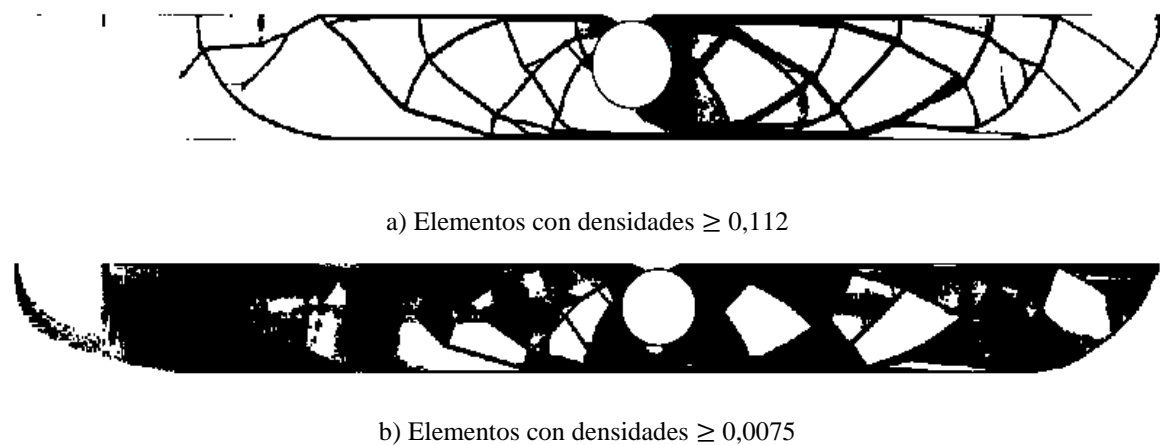 a) Elementos con densidades ≥ 0,112
b) Elementos con densidades ≥ 0,0075